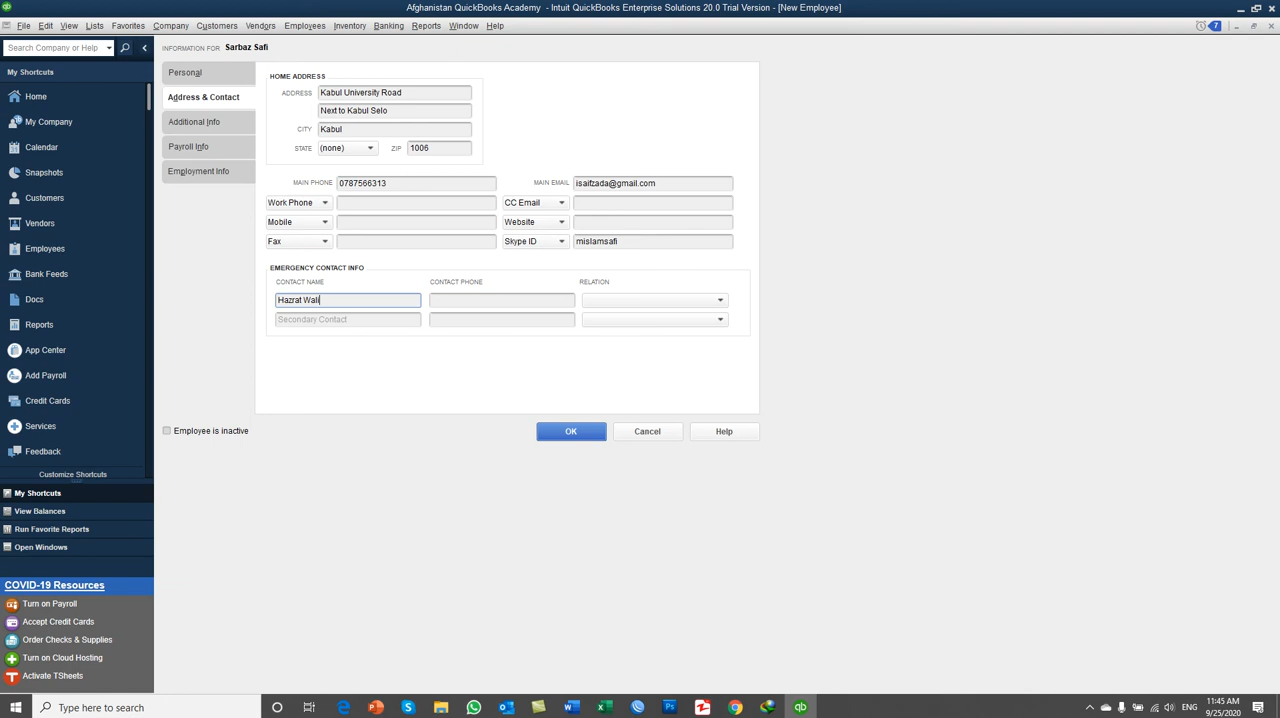 Afghanistan QuickBooks Academy - Intuit QuickBooks Enterprise Solutions 20.0 Trial Version - [New Employee]
File Edit View Lists Favorites Company Customers Vendors Employees Inventory Banking Reports Window Help 7
Search Company or Help
INFORMATION FOR Sarbaz Safi
My Shortcuts
Home
My Company
Calendar
Snapshots
Customers
Vendors
Employees
Bank Feeds
Docs
Reports
App Center
Add Payroll
Credit Cards
Services
Feedback
Customize Shortcuts
My Shortcuts
View Balances
Run Favorite Reports
Open Windows
COVID-19 Resources
Turn on Payroll
Accept Credit Cards
Order Checks & Supplies
Turn on Cloud Hosting
Activate TSheets
Personal
Address & Contact
Additional Info
Payroll Info
Employment Info
HOME ADDRESS
ADDRESS Kabul University Road
Next to Kabul Selo
CITY Kabul
STATE (none) ZIP 1006
MAIN PHONE 0787566313 MAIN EMAIL isaifzada@gmail.com
Work Phone CC Email
Mobile Website
Fax Skype ID mislamsafi
EMERGENCY CONTACT INFO
CONTACT NAME CONTACT PHONE RELATION
Hazrat Wali
Secondary Contact
Employee is inactive OK Cancel Help
Type here to search
11:45 AM
9/25/2020